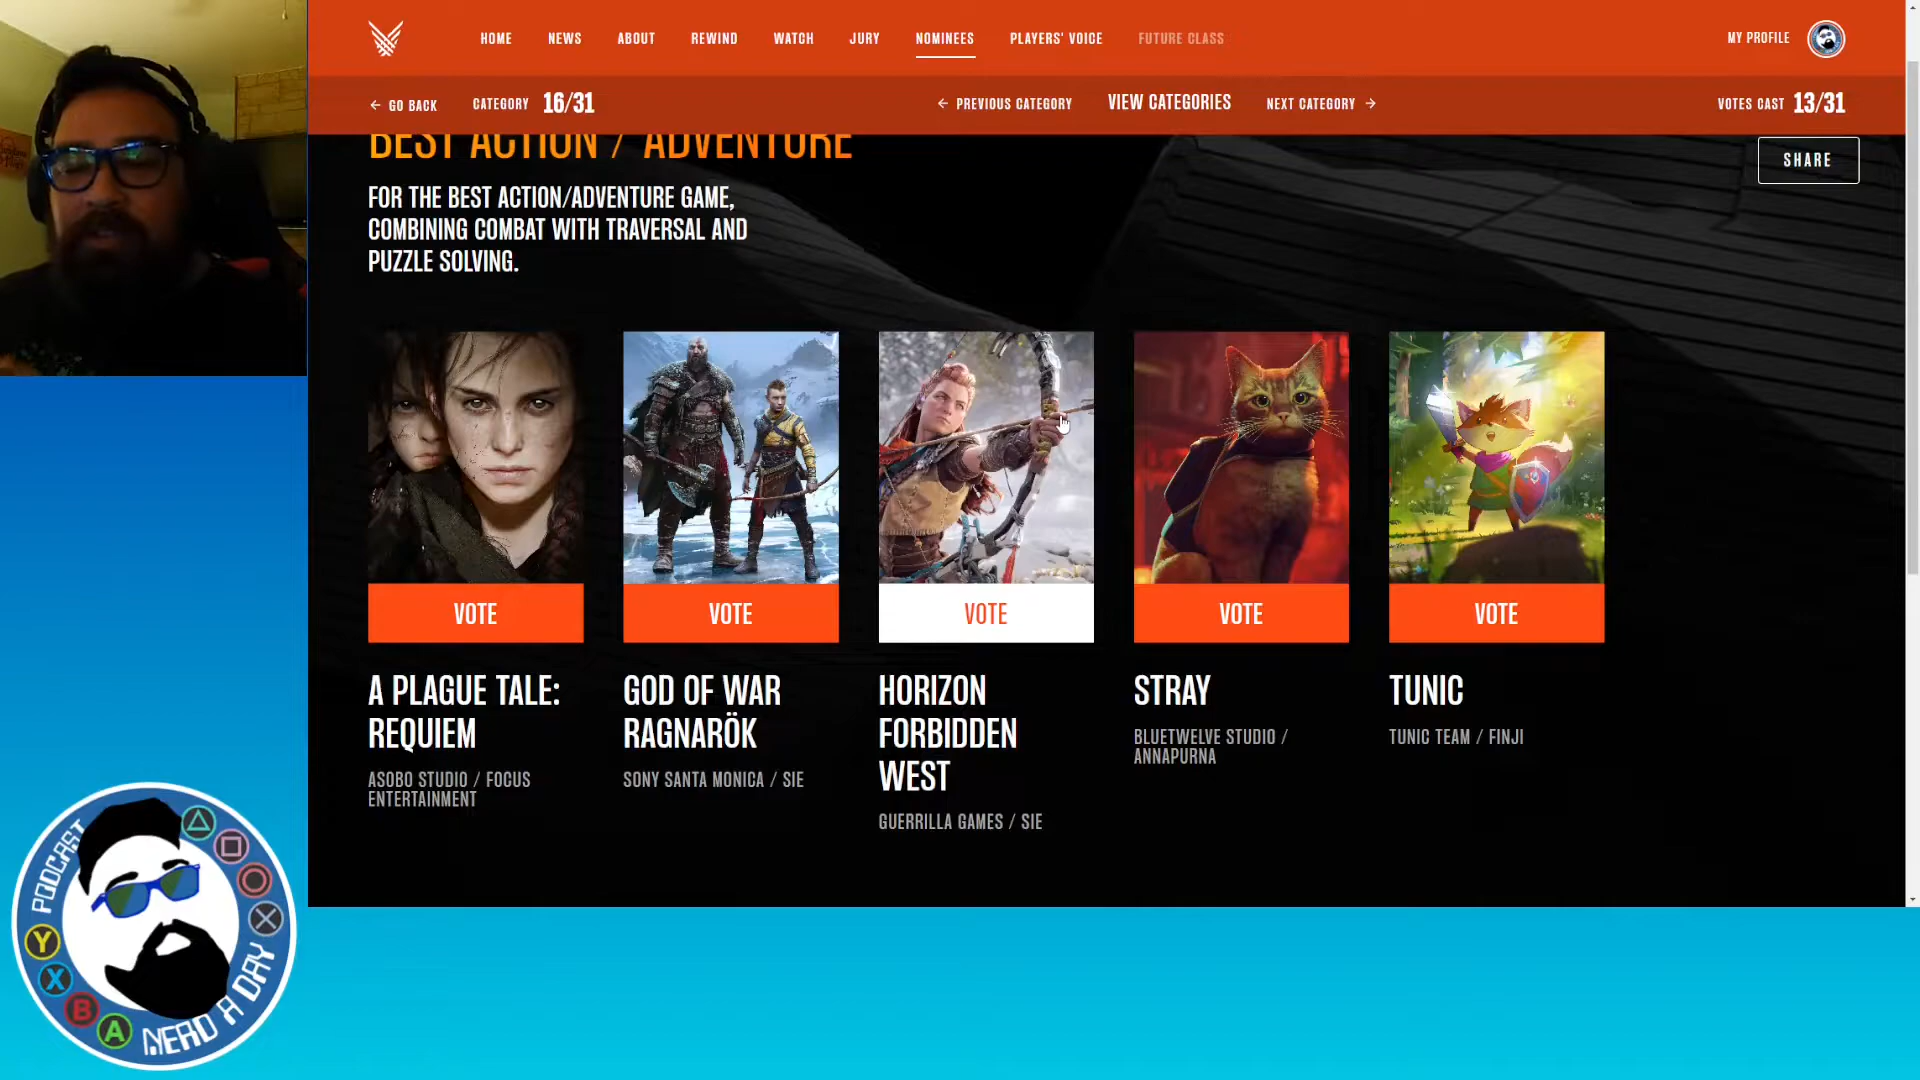 HOME NEWS ABOUT REWIND WATCH JURY NOMINEES PLAYERS' VOICE FUTURE CLASS MY PROFILE
← GO BACK CATEGORY 16/31 ← PREVIOUS CATEGORY VIEW CATEGORIES NEXT CATEGORY → VOTES CAST 13/31
BEST ACTION / ADVENTURE
SHARE
FOR THE BEST ACTION/ADVENTURE GAME,
COMBINING COMBAT WITH TRAVERSAL AND
PUZZLE SOLVING.
VOTE VOTE VOTE VOTE VOTE
A PLAGUE TALE:
REQUIEM
ASOBO STUDIO / FOCUS
ENTERTAINMENT
GOD OF WAR
RAGNARÖK
SONY SANTA MONICA / SIE
HORIZON
FORBIDDEN
WEST
GUERRILLA GAMES / SIE
STRAY
BLUETWELVE STUDIO /
ANNAPURNA
TUNIC
TUNIC TEAM / FINJI
PODCAST
Y
X
B
A
NERD A DAY